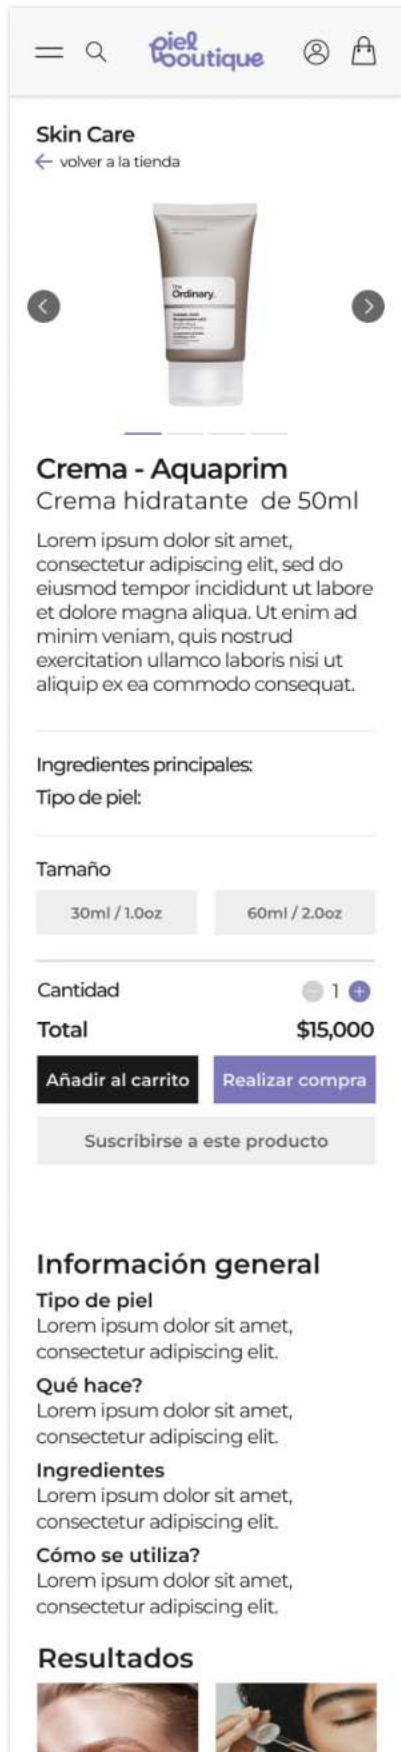 piel
boutique
Skin Care
volver a la tienda
The
Ordinary.
Crema - Aquaprim
Crema hidratante de 50ml
Lorem ipsum dolor sit amet,
consectetur adipiscing elit, sed do
eiusmod tempor incididunt ut labore
et dolore magna aliqua. Ut enim ad
minim veniam, quis nostrud
exercitation ullamco laboris nisi ut
aliquip ex ea commodo consequat.
Ingredientes principales:
Tipo de piel:
Tamaño
30ml / 1.0oz 60ml / 2.0oz
Cantidad 1
Total $15,000
Añadir al carrito Realizar compra
Suscribirse a este producto
Información general
Tipo de piel
Lorem ipsum dolor sit amet,
consectetur adipiscing elit.
Qué hace?
Lorem ipsum dolor sit amet,
consectetur adipiscing elit.
Ingredientes
Lorem ipsum dolor sit amet,
consectetur adipiscing elit.
Cómo se utiliza?
Lorem ipsum dolor sit amet,
consectetur adipiscing elit.
Resultados